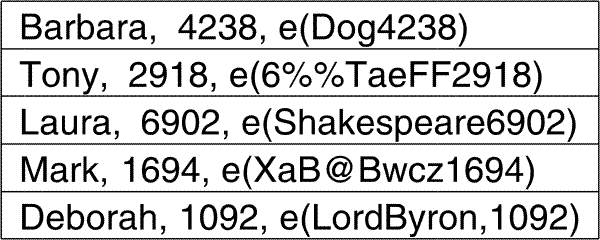 Barbara, 4238, e(Dog4238)
Tony, 2918, e(6%%TaeFF2918)
Laura, 6902, e(Shakespeare6902)
Mark, 1694, e(XaB@Bwcz1694)
Deborah, 1092, e(LordByron,1092)